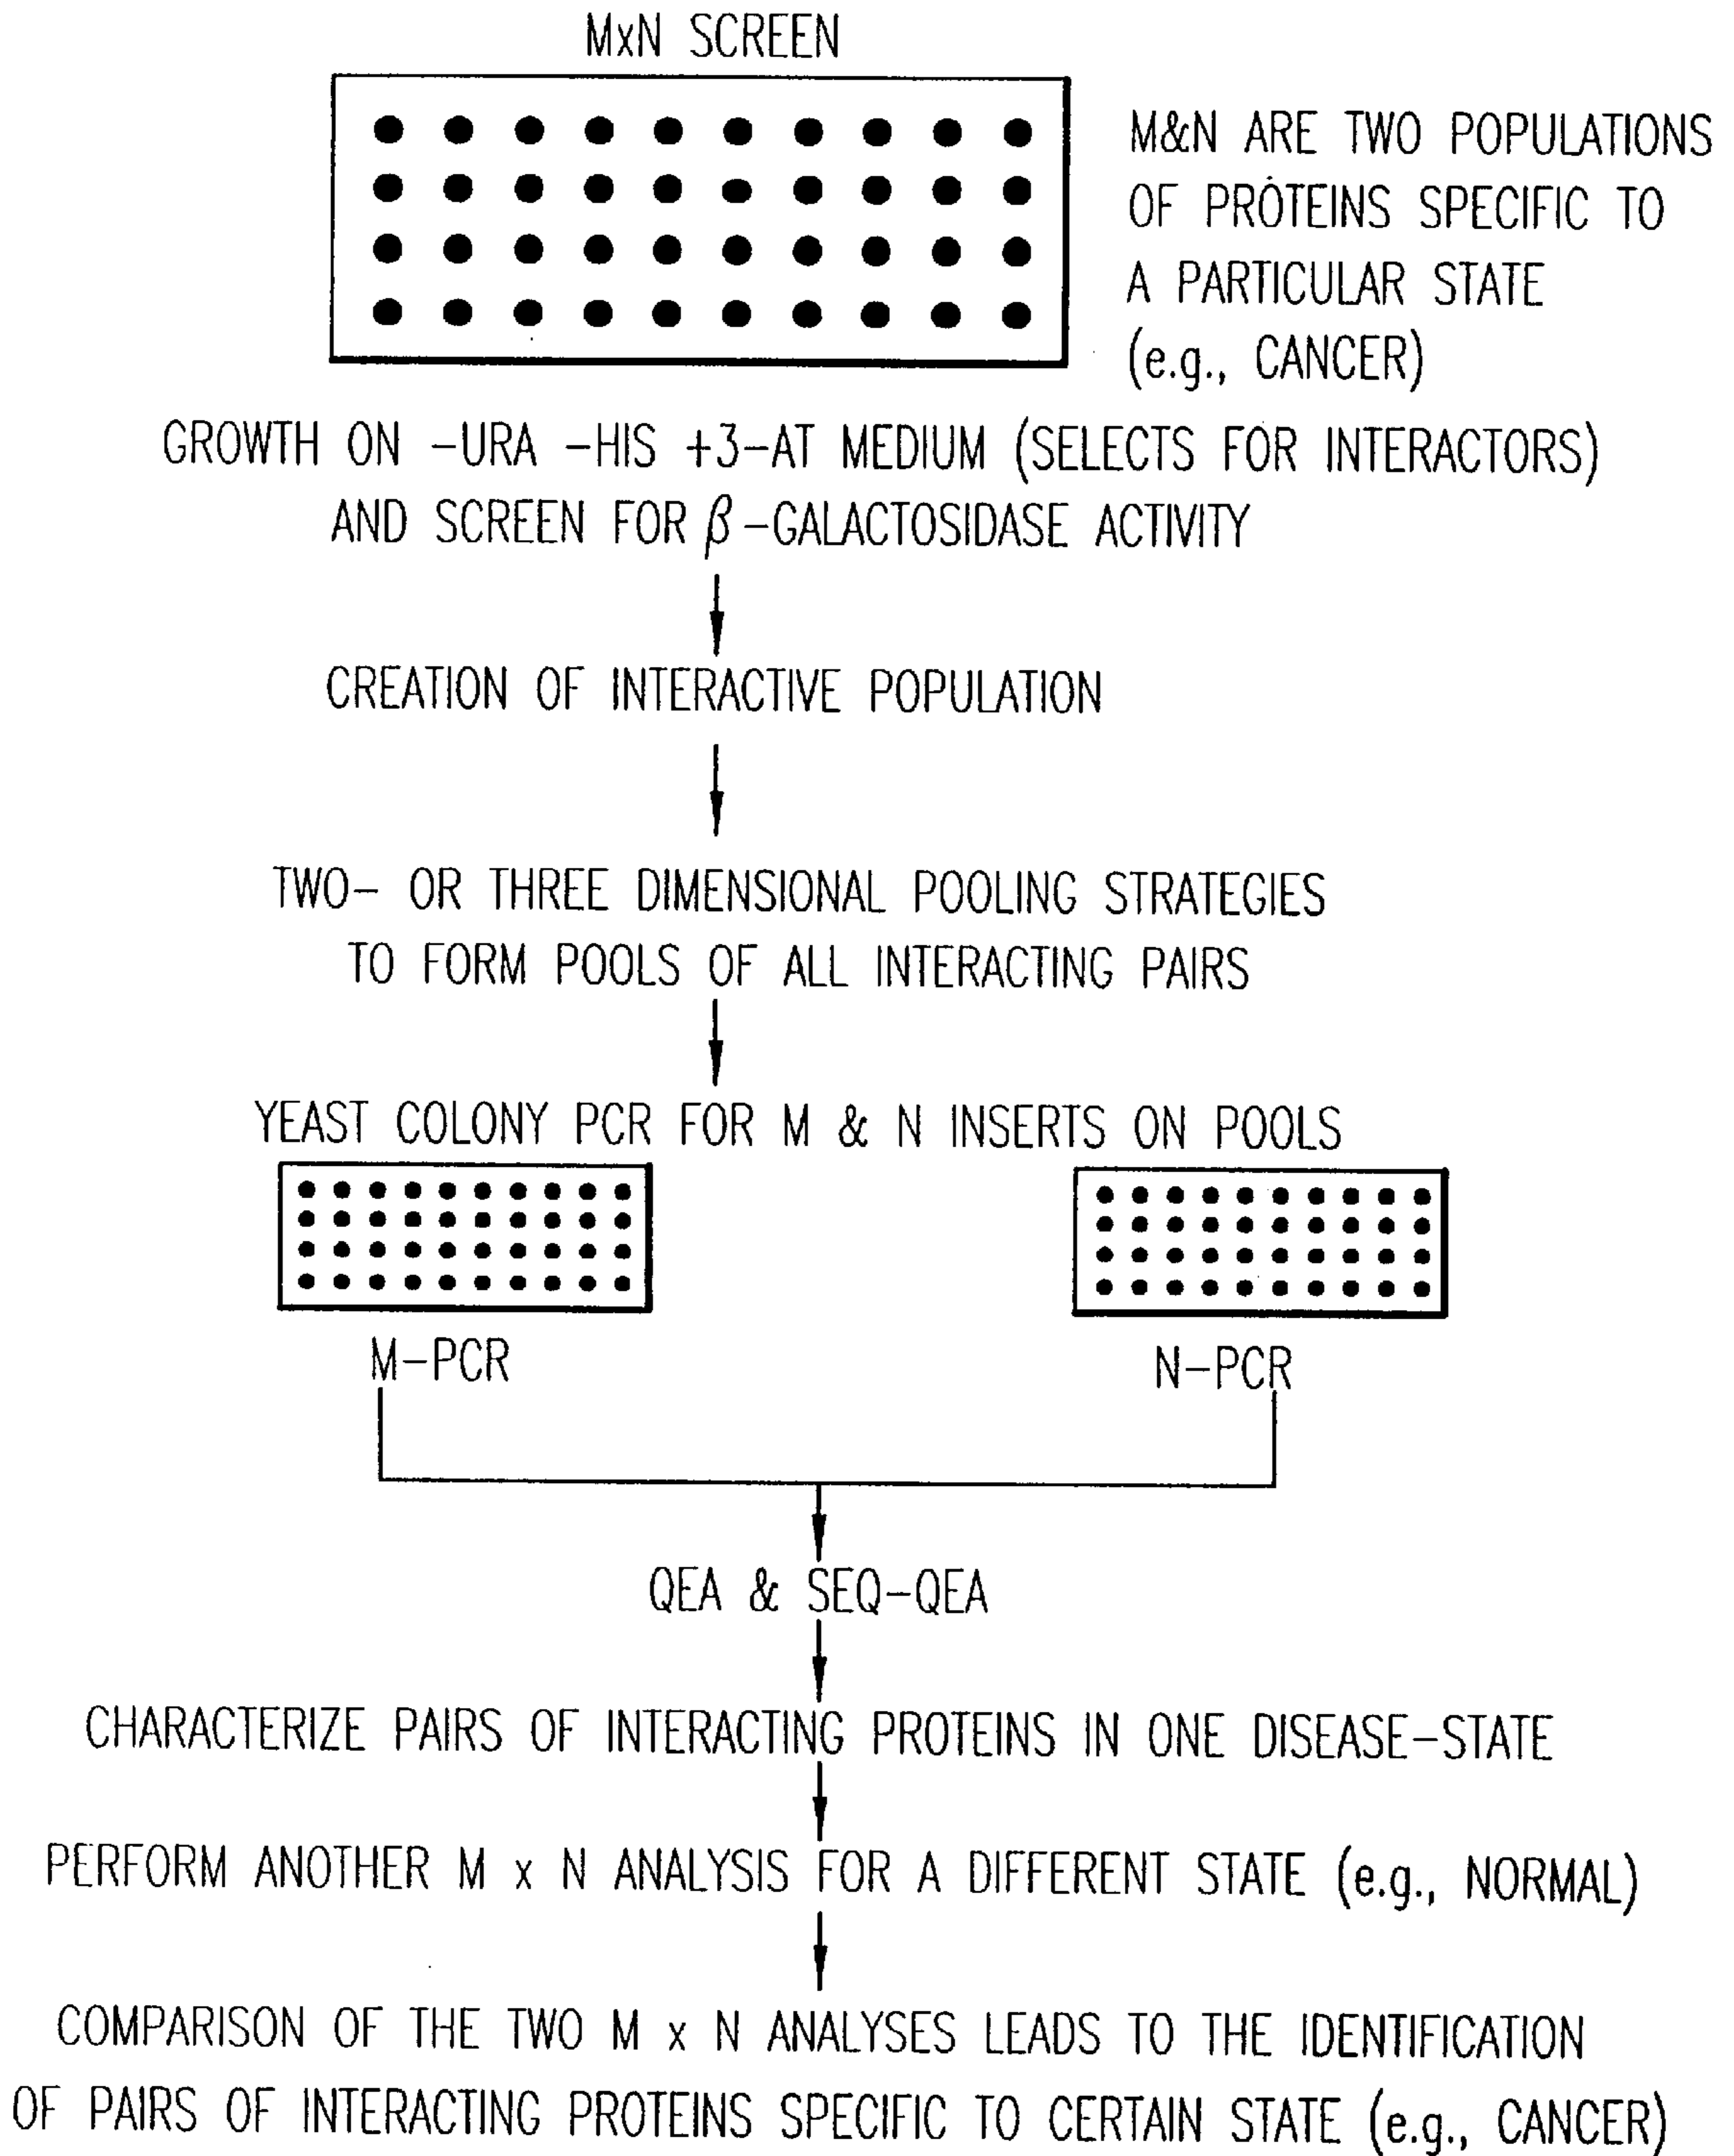 MxN SCREEN
M&N ARE TWO POPULATIONS
OF PROTEINS SPECIFIC TO
A PARTICULAR STATE
(e.g., CANCER)
GROWTH ON -URA -HIS +3-AT MEDIUM (SELECTS FOR INTERACTORS)
AND SCREEN FOR β-GALACTOSIDASE ACTIVITY
CREATION OF INTERACTIVE POPULATION
TWO- OR THREE DIMENSIONAL POOLING STRATEGIES
TO FORM POOLS OF ALL INTERACTING PAIRS
YEAST COLONY PCR FOR M & N INSERTS ON POOLS
M-PCR
N-PCR
QEA & SEQ-QEA
CHARACTERIZE PAIRS OF INTERACTING PROTEINS IN ONE DISEASE-STATE
PERFORM ANOTHER M x N ANALYSIS FOR A DIFFERENT STATE (e.g., NORMAL)
COMPARISON OF THE TWO M x N ANALYSES LEADS TO THE IDENTIFICATION
OF PAIRS OF INTERACTING PROTEINS SPECIFIC TO CERTAIN STATE (e.g., CANCER)